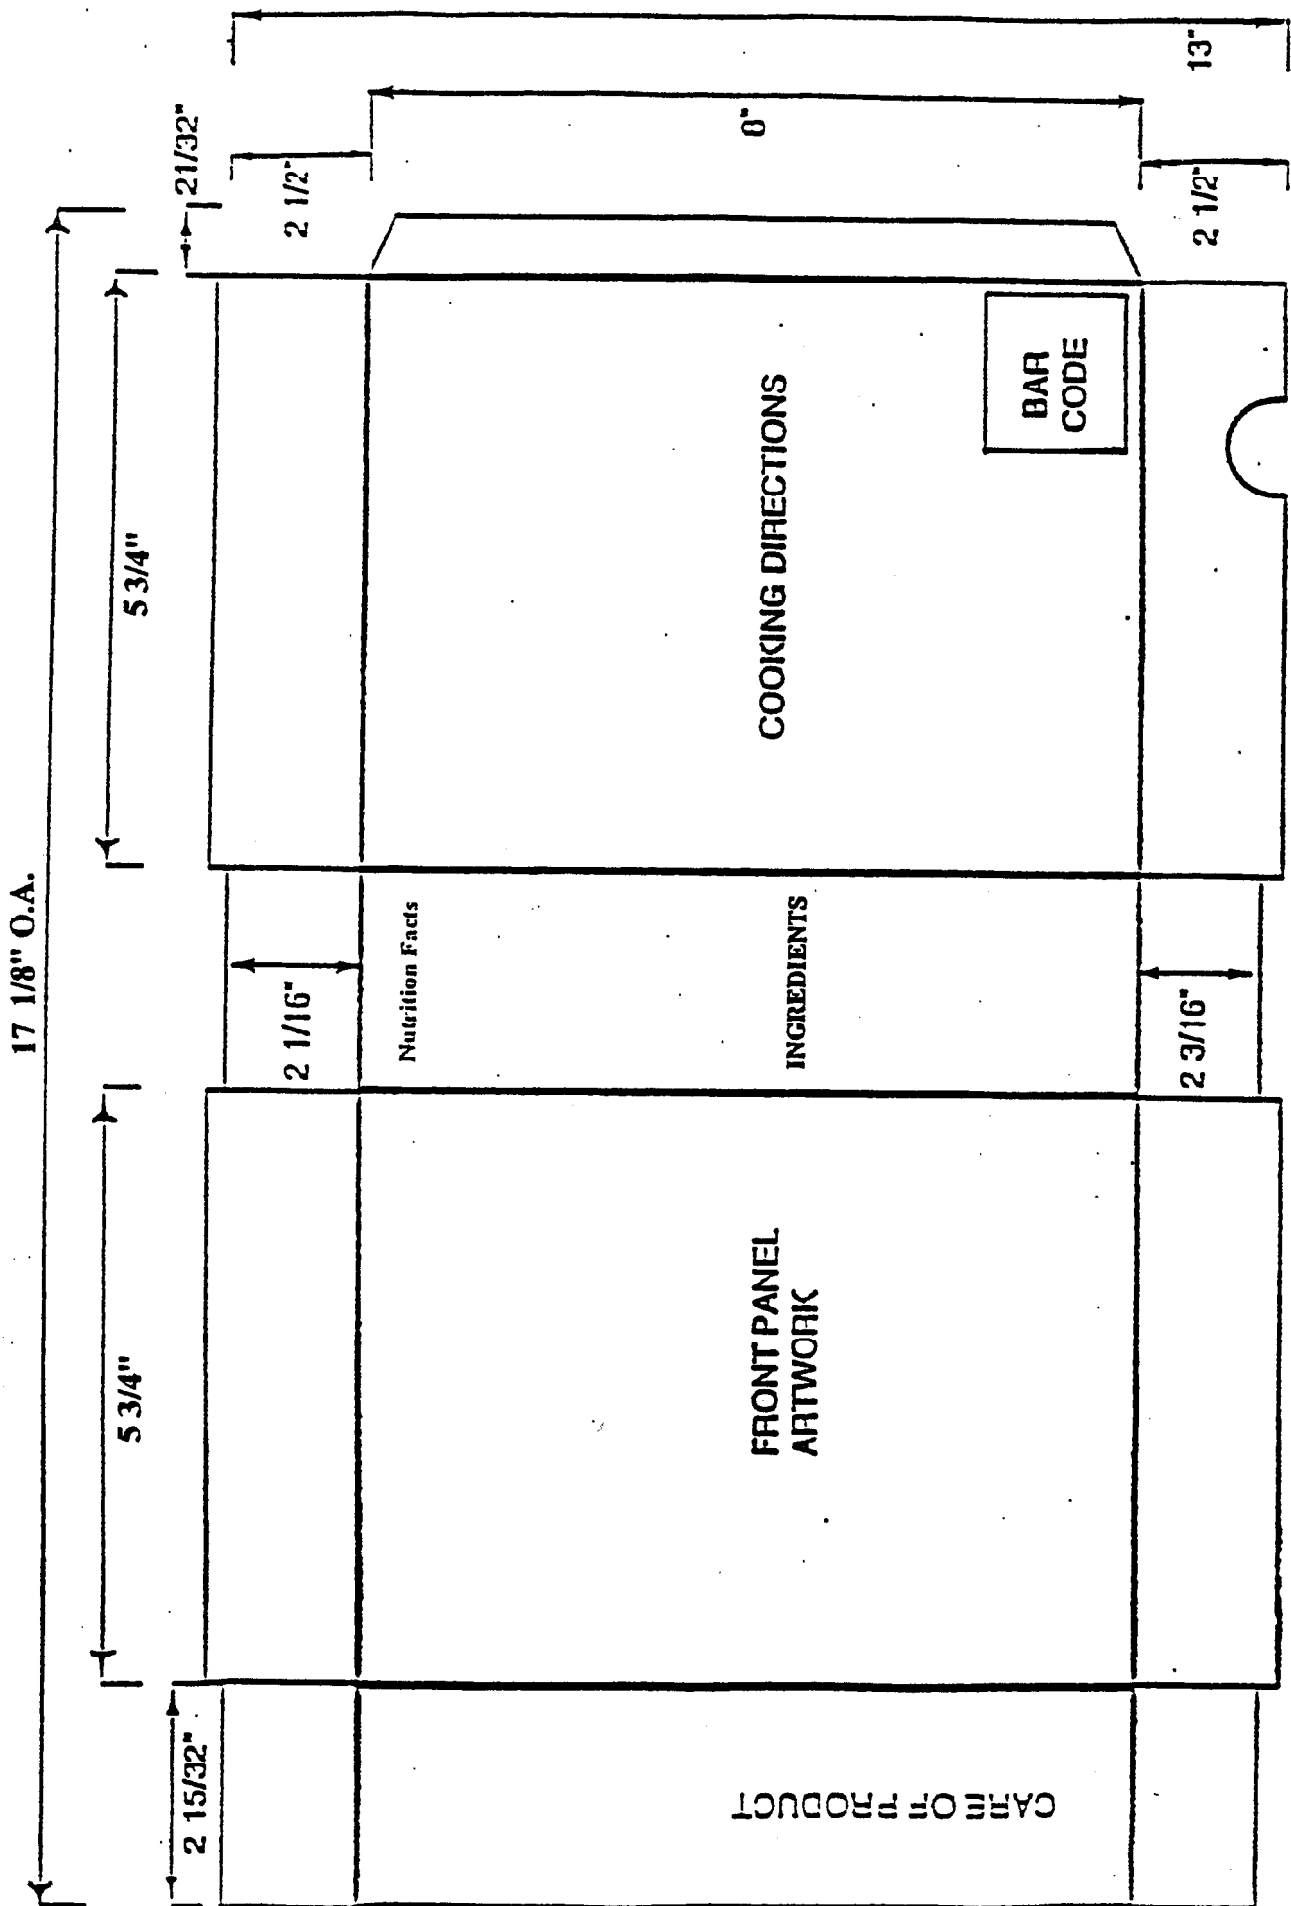 17 1/8" O.A.
5 3/4"
5 3/4"
2 15/32"
21/32"
2 1/16"
2 1/2"
Nutrition Facts
FRONT PANEL
ARTWORK
INGREDIENTS
COOKING DIRECTIONS
8"
CARE OF PRODUCT
BAR
CODE
2 3/16"
2 1/2"
13"